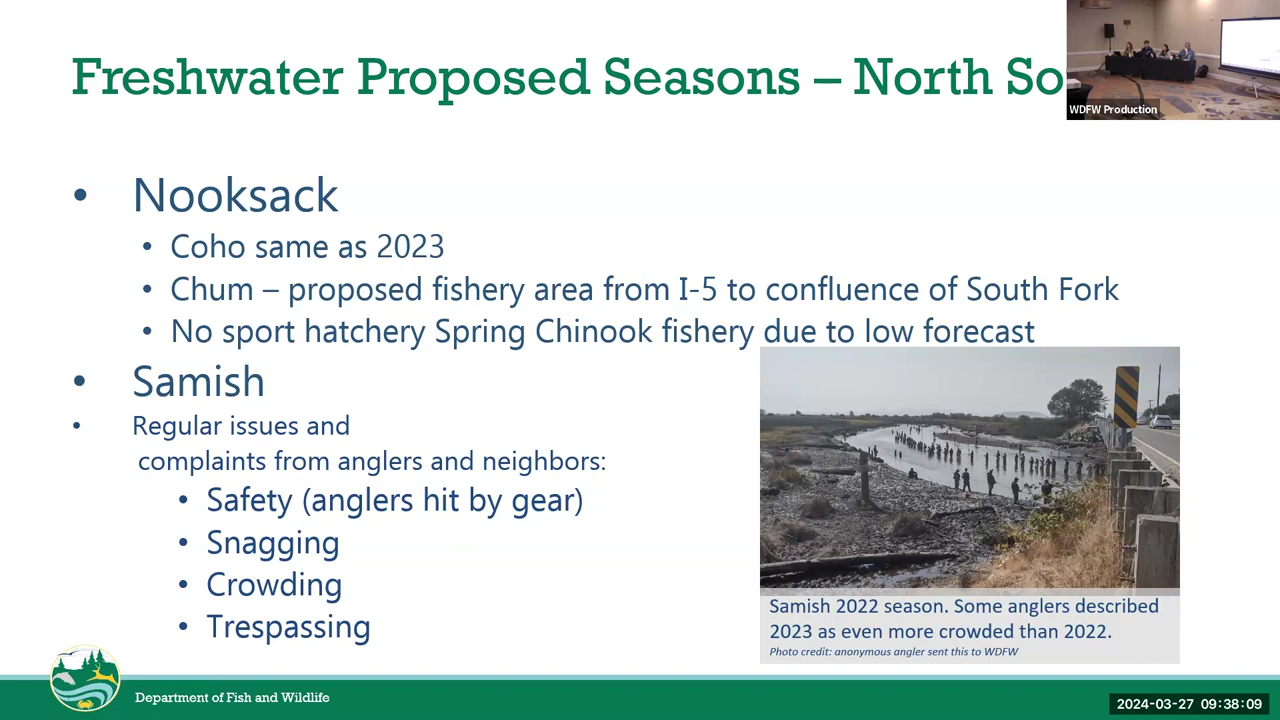 Freshwater Proposed Seasons – North So
WDFW Production
• Nooksack
• Coho same as 2023
• Chum – proposed fishery area from I-5 to confluence of South Fork
• No sport hatchery Spring Chinook fishery due to low forecast
• Samish
• Regular issues and
complaints from anglers and neighbors:
• Safety (anglers hit by gear)
• Snagging
• Crowding
• Trespassing
Samish 2022 season. Some anglers described
2023 as even more crowded than 2022.
Photo credit: anonymous angler sent this to WDFW
Department of Fish and Wildlife
2024-03-27 09:38:09